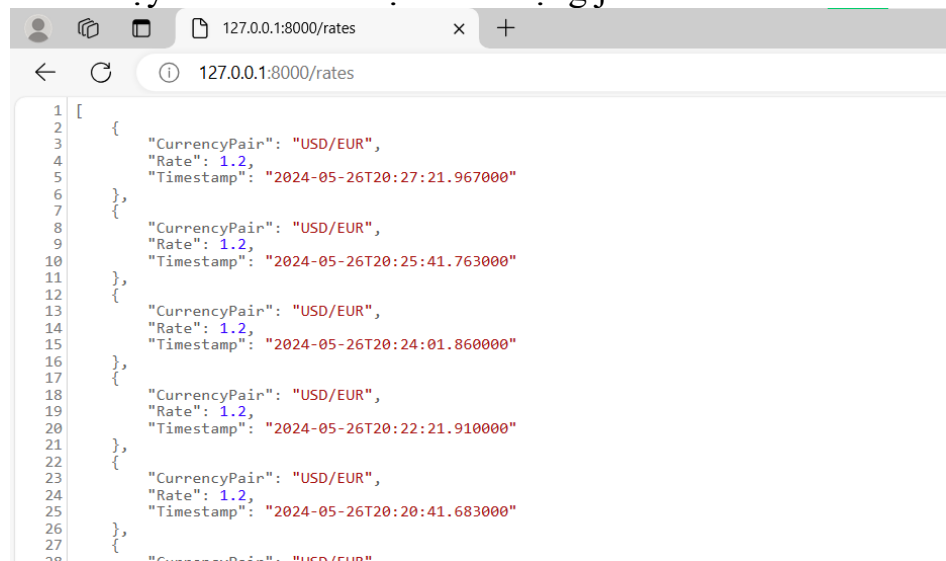 127.0.0.1:8000/rates
127.0.0.1:8000/rates
1 [
2 {
3 "CurrencyPair": "USD/EUR",
4 "Rate": 1.2,
5 "Timestamp": "2024-05-26T20:27:21.967000"
6 },
7 {
8 "CurrencyPair": "USD/EUR",
9 "Rate": 1.2,
10 "Timestamp": "2024-05-26T20:25:41.763000"
11 },
12 {
13 "CurrencyPair": "USD/EUR",
14 "Rate": 1.2,
15 "Timestamp": "2024-05-26T20:24:01.860000"
16 },
17 {
18 "CurrencyPair": "USD/EUR",
19 "Rate": 1.2,
20 "Timestamp": "2024-05-26T20:22:21.910000"
21 },
22 {
23 "CurrencyPair": "USD/EUR",
24 "Rate": 1.2,
25 "Timestamp": "2024-05-26T20:20:41.683000"
26 },
27 {
28 "CurrencyPair": "USD/EUR"